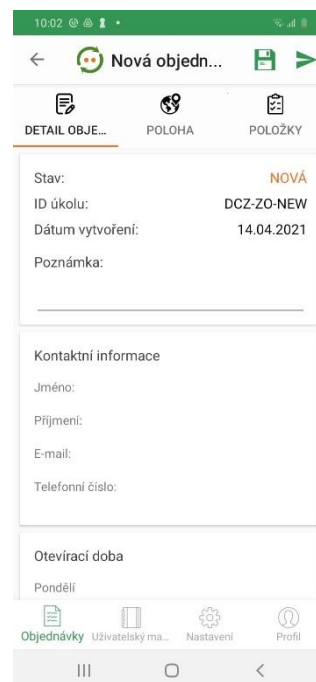 10:02
Nová objedn...
DETAIL OBJE... POLOHA POLOŽKY
Stav: NOVÁ
ID úkolu: DCZ-ZO-NEW
Dátum vytvoření: 14.04.2021
Poznámka:
Kontaktní informace
Jméno:
Příjmení:
E-mail:
Telefonní číslo:
Otevírací doba
Pondělí
Objednávky Uživatelský ma... Nastavení Profil